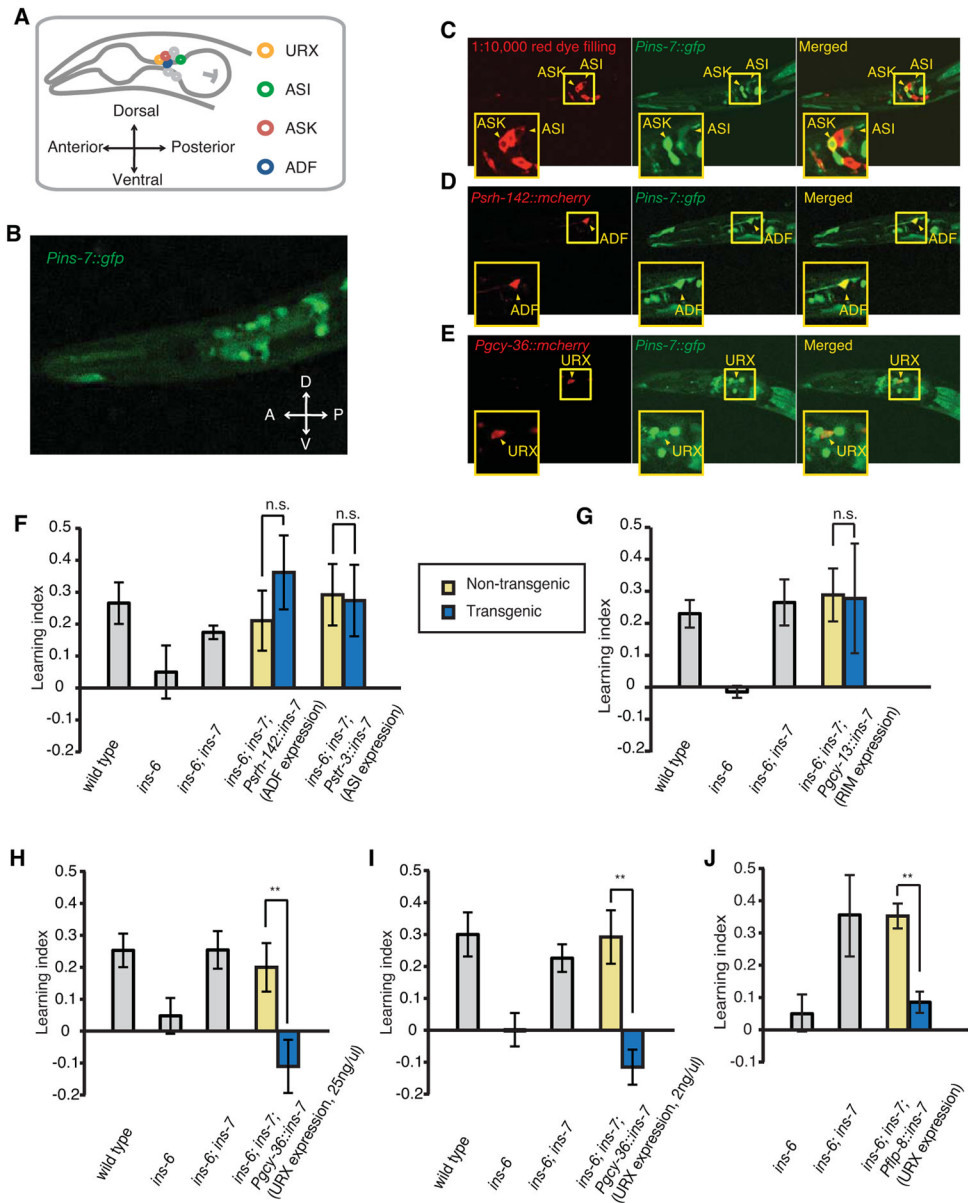 A
URX
ASI
ASK
ADF
Dorsal
Anterior
Posterior
Ventral
B
Pins-7::gfp
D
A
P
V
C
1:10,000 red dye filling
Pins-7::gfp
Merged
ASI
ASK
ASI
ASK
ASI
ASK
ASK
ASI
ASK
ASI
ASK
ASI
D
Psrh-142::mcherry
Pins-7::gfp
Merged
ADF
ADF
ADF
ADF
ADF
ADF
E
Pgcy-36::mcherry
Pins-7::gfp
Merged
URX
URX
URX
URX
URX
URX
F
Learning index
0.5
0.4
0.3
0.2
0.1
0
-0.1
-0.2
n.s.
n.s.
wild type
ins-6
ins-6; ins-7
ins-6; ins-7;
Psrh-142::ins-7
(ADF expression)
ins-6; ins-7;
Pstr-3::ins-7
(ASI expression)
Non-transgenic
Transgenic
G
Learning index
0.5
0.4
0.3
0.2
0.1
0
-0.1
-0.2
n.s.
wild type
ins-6
ins-6; ins-7
ins-6; ins-7;
Pgcy-13::ins-7
(RIM expression)
H
Learning index
0.5
0.4
0.3
0.2
0.1
0
-0.1
-0.2
**
wild type
ins-6
ins-6; ins-7
ins-6; ins-7;
Pgcy-36::ins-7
(URX expression, 25ng/ul)
I
Learning index
0.5
0.4
0.3
0.2
0.1
0
-0.1
-0.2
**
wild type
ins-6
ins-6; ins-7
ins-6; ins-7;
Pgcy-36::ins-7
(URX expression, 2ng/ul)
J
Learning index
0.5
0.4
0.3
0.2
0.1
0
-0.1
**
ins-6
ins-6; ins-7
ins-6; ins-7;
Pflp-8::ins-7
(URX expression)